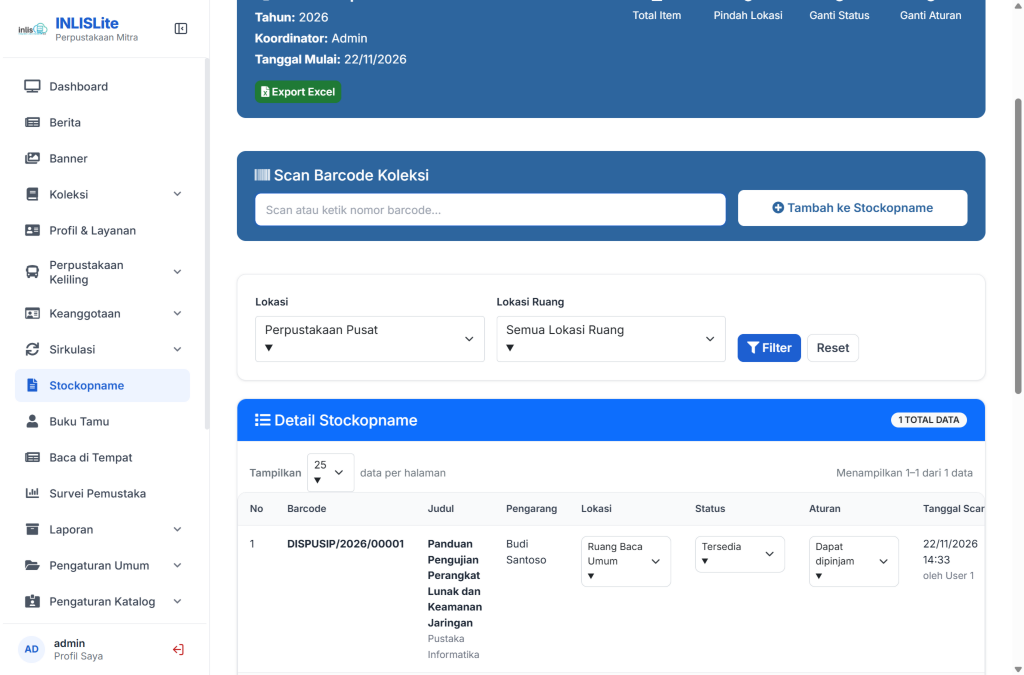 inlis
INLISLite
Perpustakaan Mitra
Dashboard
Berita
Banner
Koleksi
Profil & Layanan
Perpustakaan
Keliling
Keanggotaan
Sirkulasi
Stockopname
Buku Tamu
Baca di Tempat
Survei Pemustaka
Laporan
Pengaturan Umum
Pengaturan Katalog
AD
admin
Profil Saya
Tahun: 2026
Koordinator: Admin
Tanggal Mulai: 22/11/2026
Total Item
Pindah Lokasi
Ganti Status
Ganti Aturan
Export Excel
Scan Barcode Koleksi
Scan atau ketik nomor barcode...
Tambah ke Stockopname
Lokasi
Perpustakaan Pusat
▼
Lokasi Ruang
Semua Lokasi Ruang
▼
Filter
Reset
Detail Stockopname
1 TOTAL DATA
Tampilkan 25 ▼ data per halaman
Menampilkan 1–1 dari 1 data
No Barcode Judul Pengarang Lokasi Status Aturan Tanggal Scan
1
DISPUSIP/2026/00001
Panduan
Pengujian
Perangkat
Lunak dan
Keamanan
Jaringan
Pustaka
Informatika
Budi
Santoso
Ruang Baca
Umum
▼
Tersedia
▼
Dapat
dipinjam
▼
22/11/2026
14:33
oleh User 1